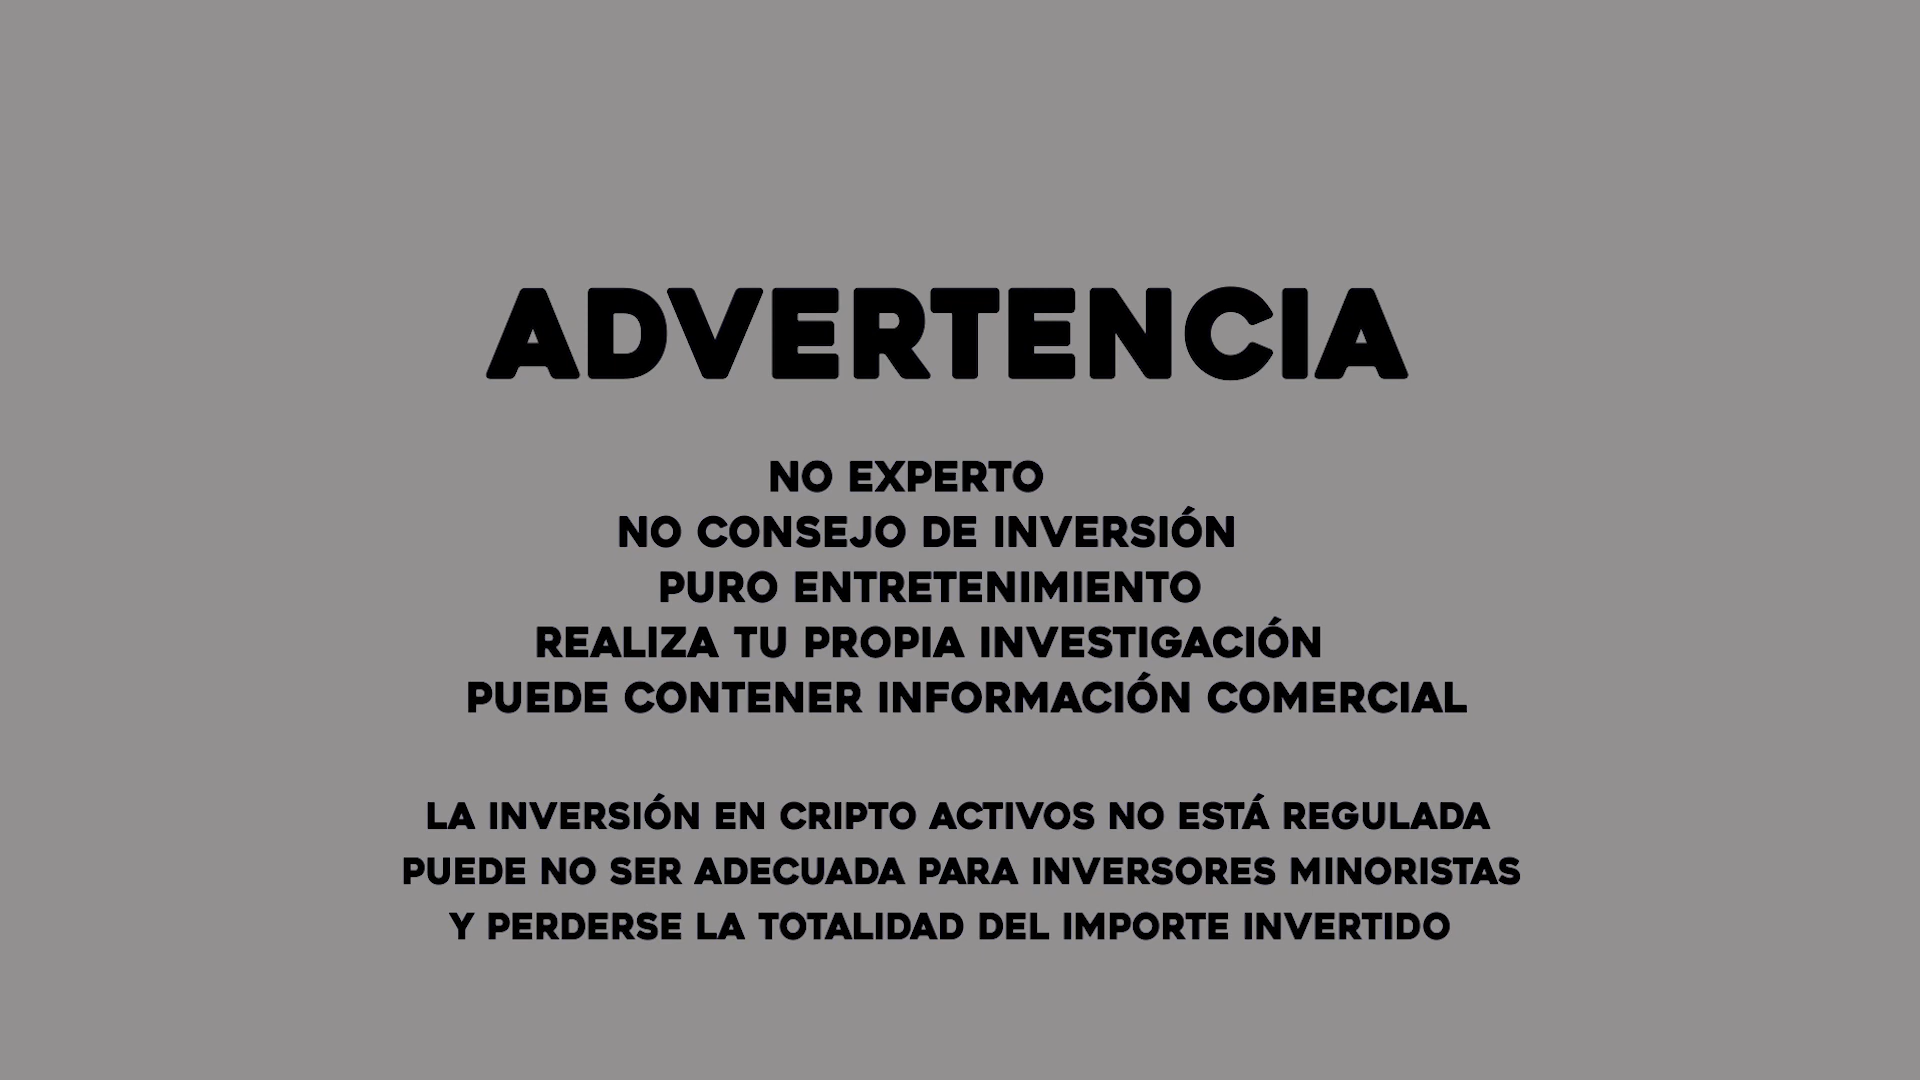 ADVERTENCIA
NO EXPERTO
NO CONSEJO DE INVERSIÓN
PURO ENTRETENIMIENTO
REALIZA TU PROPIA INVESTIGACIÓN
PUEDE CONTENER INFORMACIÓN COMERCIAL
LA INVERSIÓN EN CRIPTO ACTIVOS NO ESTÁ REGULADA
PUEDE NO SER ADECUADA PARA INVERSORES MINORISTAS
Y PERDERSE LA TOTALIDAD DEL IMPORTE INVERTIDO